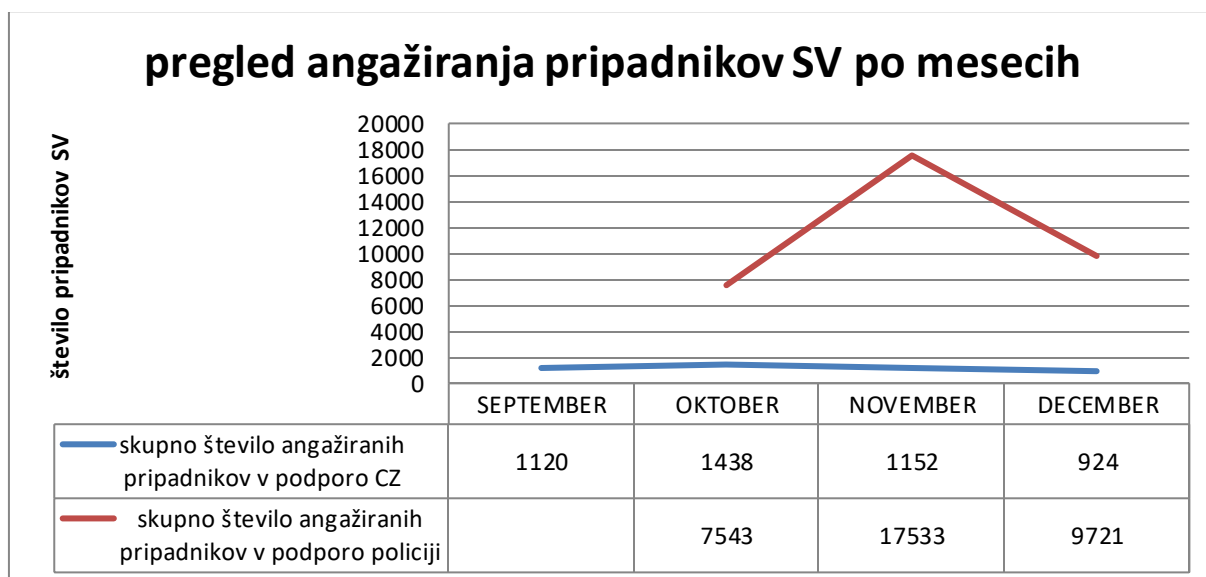 pregled angažiranja pripadnikov SV po mesecih
število pripadnikov SV
20000
18000
16000
14000
12000
10000
8000
6000
4000
2000
0
SEPTEMBER OKTOBER NOVEMBER DECEMBER
skupno število angažiranih
pripadnikov v podporo CZ
1120 1438 1152 924
skupno število angažiranih
pripadnikov v podporo policiji
7543 17533 9721